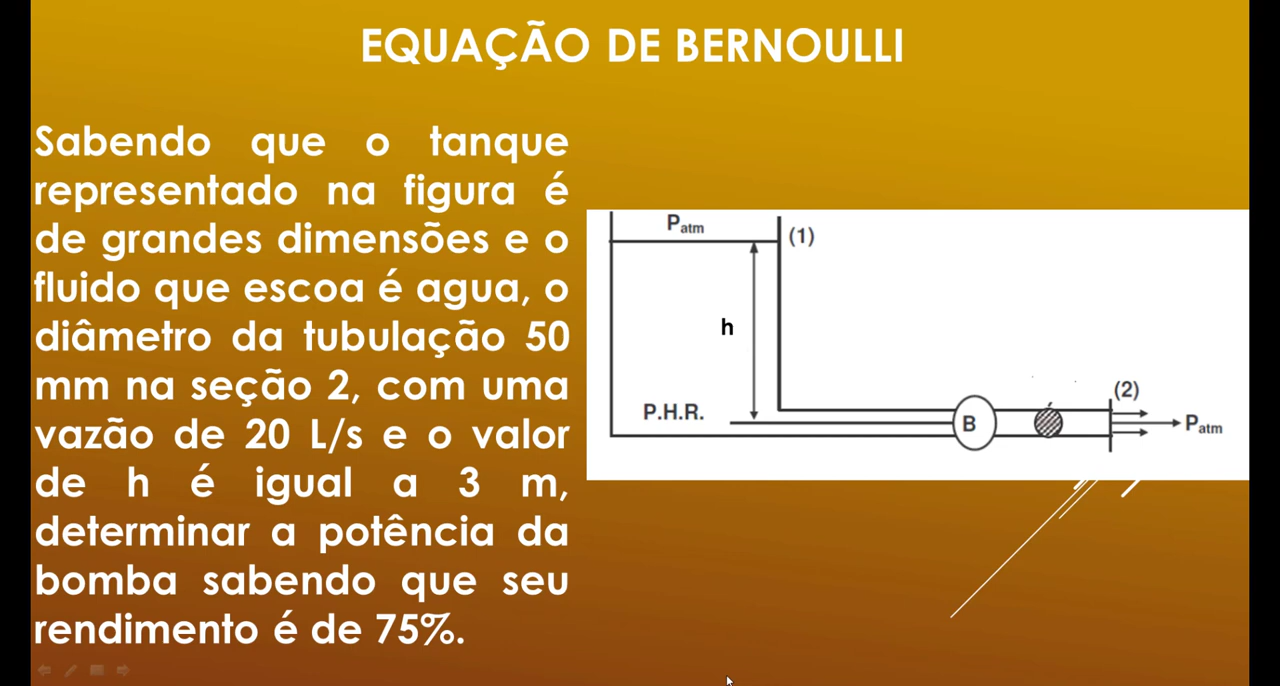 EQUAÇÃO DE BERNOULLI
Sabendo que o tanque
representado na figura é
de grandes dimensões e o
fluido que escoa é agua, o
diâmetro da tubulação 50
mm na seção 2, com uma
vazão de 20 L/s e o valor
de h é igual a 3 m,
determinar a potência da
bomba sabendo que seu
rendimento é de 75%.
Patm
(1)
h
P.H.R.
B
(2)
Patm